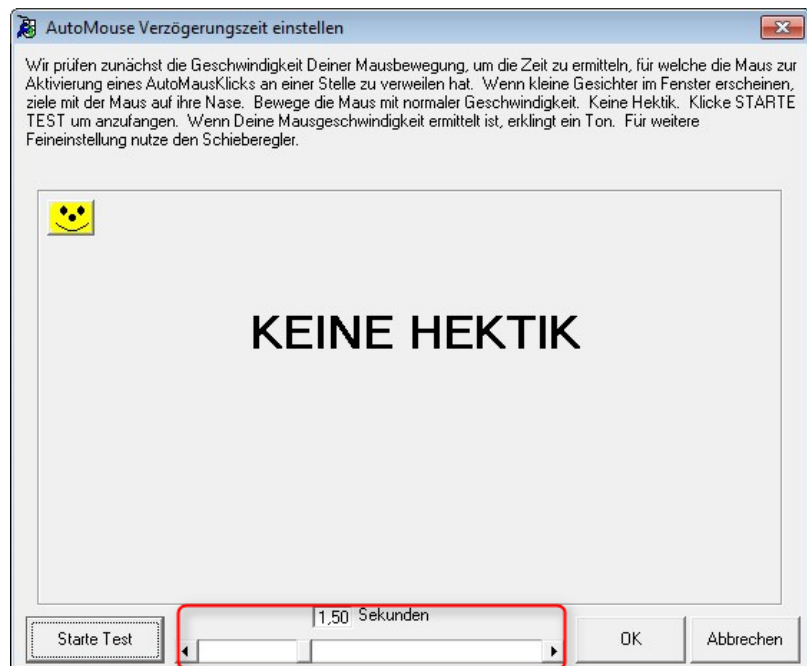 AutoMouse Verzögerungszeit einstellen
Wir prüfen zunächst die Geschwindigkeit Deiner Mausbewegung, um die Zeit zu ermitteln, für welche die Maus zur
Aktivierung eines AutoMausKlicks an einer Stelle zu verweilen hat. Wenn kleine Gesichter im Fenster erscheinen,
ziele mit der Maus auf ihre Nase. Bewege die Maus mit normaler Geschwindigkeit. Keine Hektik. Klicke STARTE
TEST um anzufangen. Wenn Deine Mausgeschwindigkeit ermittelt ist, erklingt ein Ton. Für weitere
Feineinstellung nutze den Schieberegler.
KEINE HEKTIK
1,50 Sekunden
Starte Test
OK
Abbrechen